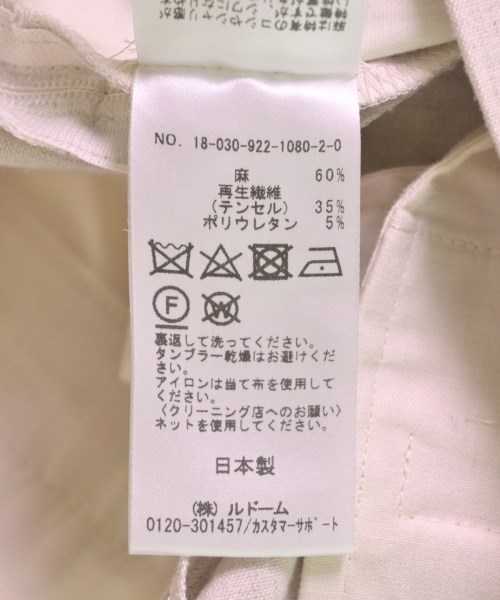 NO. 18-030-922-1080-2-0
麻 60%
再生繊維
(テンセル) 35%
ポリウレタン 5%
F W
裏返して洗ってください。
タンブラー乾燥はお避けくだ
さい。
アイロンは当て布を使用して
ください。
〈クリーニング店へのお願い〉
ネットを使用してください。
日本製
(株) ルドーム
0120-301457/カスタマーサポート